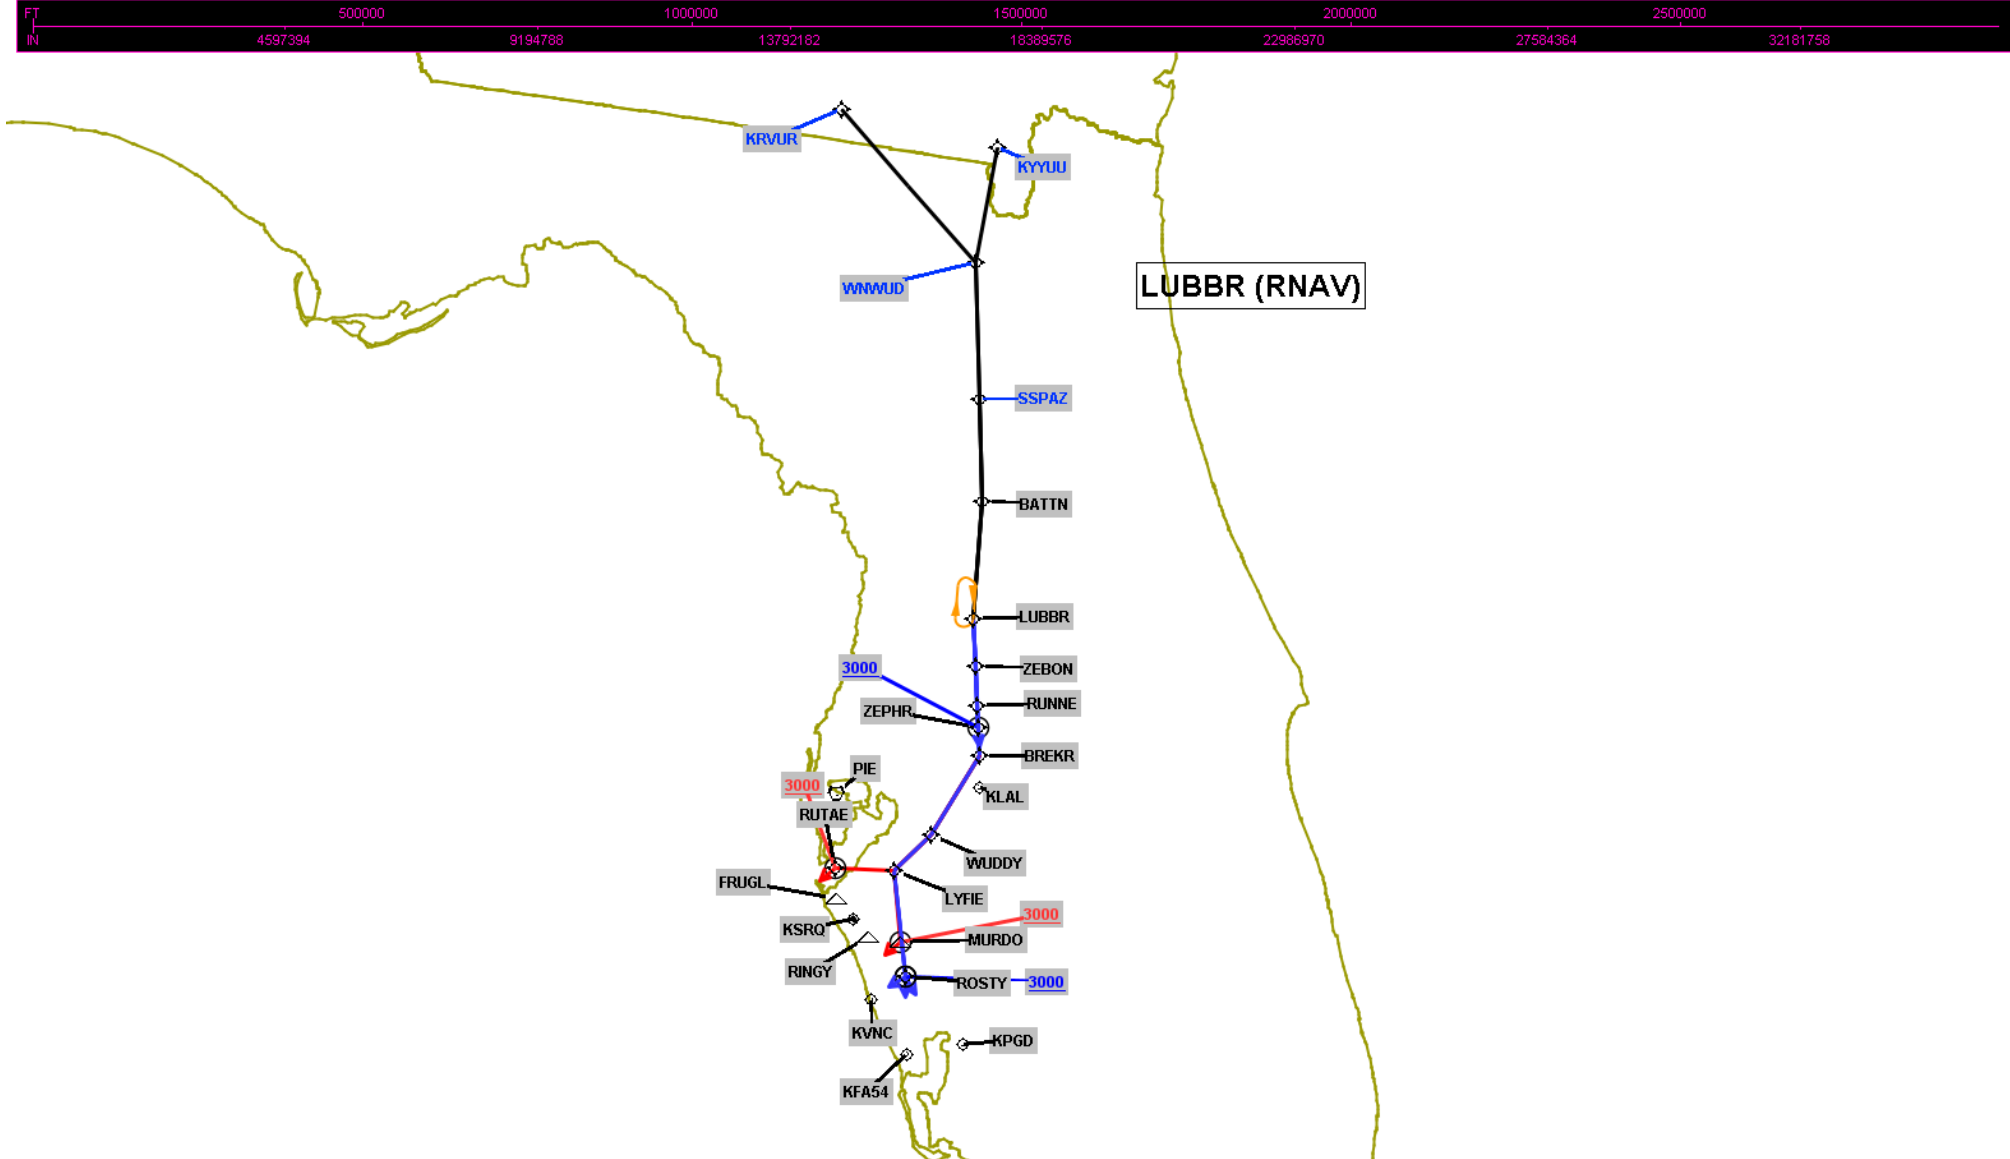 FT 500000 1000000 1500000 2000000 2500000
IN 4597394 9194788 13792182 18389576 22986970 27584364 32181758
KRVUR
KYYUU
WNWUD
LUBBR (RNAV)
SSPAZ
BATTN
LUBBR
3000
ZEBON
ZEPHR
RUNNE
BREKR
PIE
3000
KLAL
RUTAE
WUDDY
FRUGL
LYFIE
3000
KSRQ
MURDO
RINGY
ROSTY
3000
KVNC
KPGD
KFA54